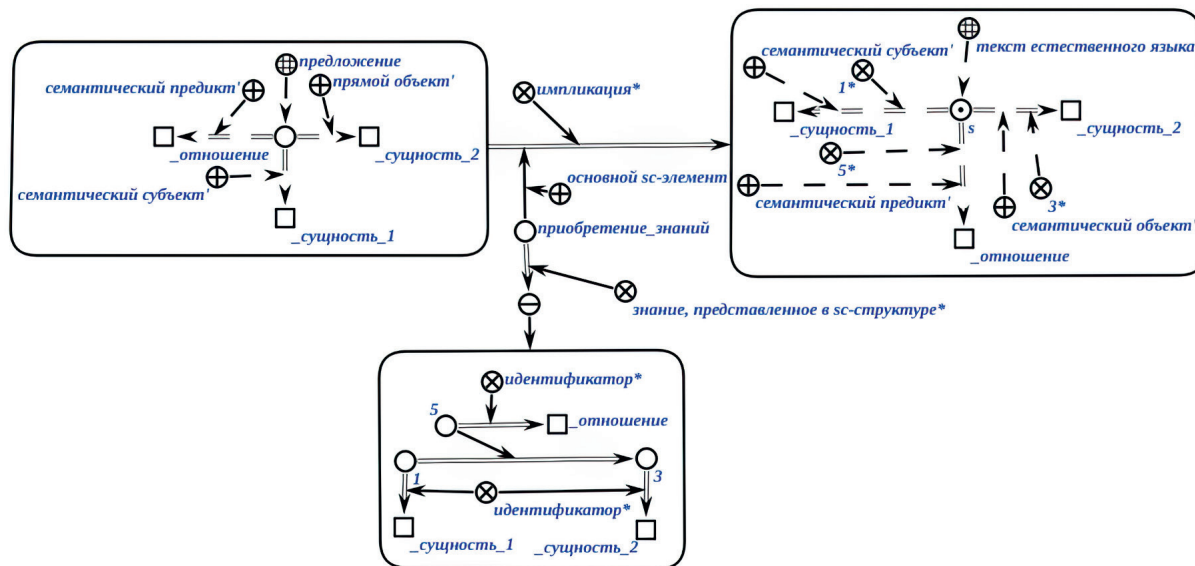 предложение
семантический предикт'
прямой объект'
_отношение
_сущность_2
семантический субъект'
_сущность_1
импликация*
основной sc-элемент
приобретение_знаний
знание, представленное в sc-структуре*
семантический субъект'
текст естественного языка
1*
_сущность_1
s
_сущность_2
5*
семантический предикт'
3*
семантический объект'
_отношение
идентификатор*
5
_отношение
1
3
идентификатор*
_сущность_1
_сущность_2